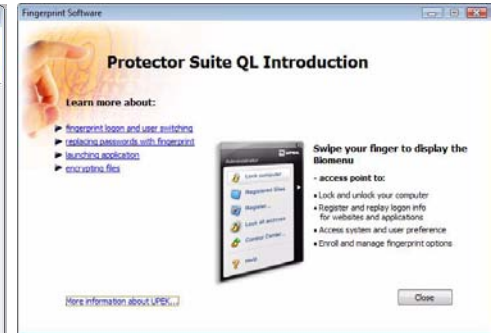 Fingerprint Software
Protector Suite QL Introduction
Learn more about:
fingerprint logon and user switching
replacing passwords with fingerprint
launching application
encrypting files
UPEK
Administrator
Lock computer
Registered Sites
Register...
Lock all archives
Control Center...
Help
Swipe your finger to display the
Biomenu
- access point to:
• Lock and unlock your computer
• Register and replay logon info
for websites and applications
• Access system and user preference
• Enroll and manage fingerprint options
More information about UPEK...
Close